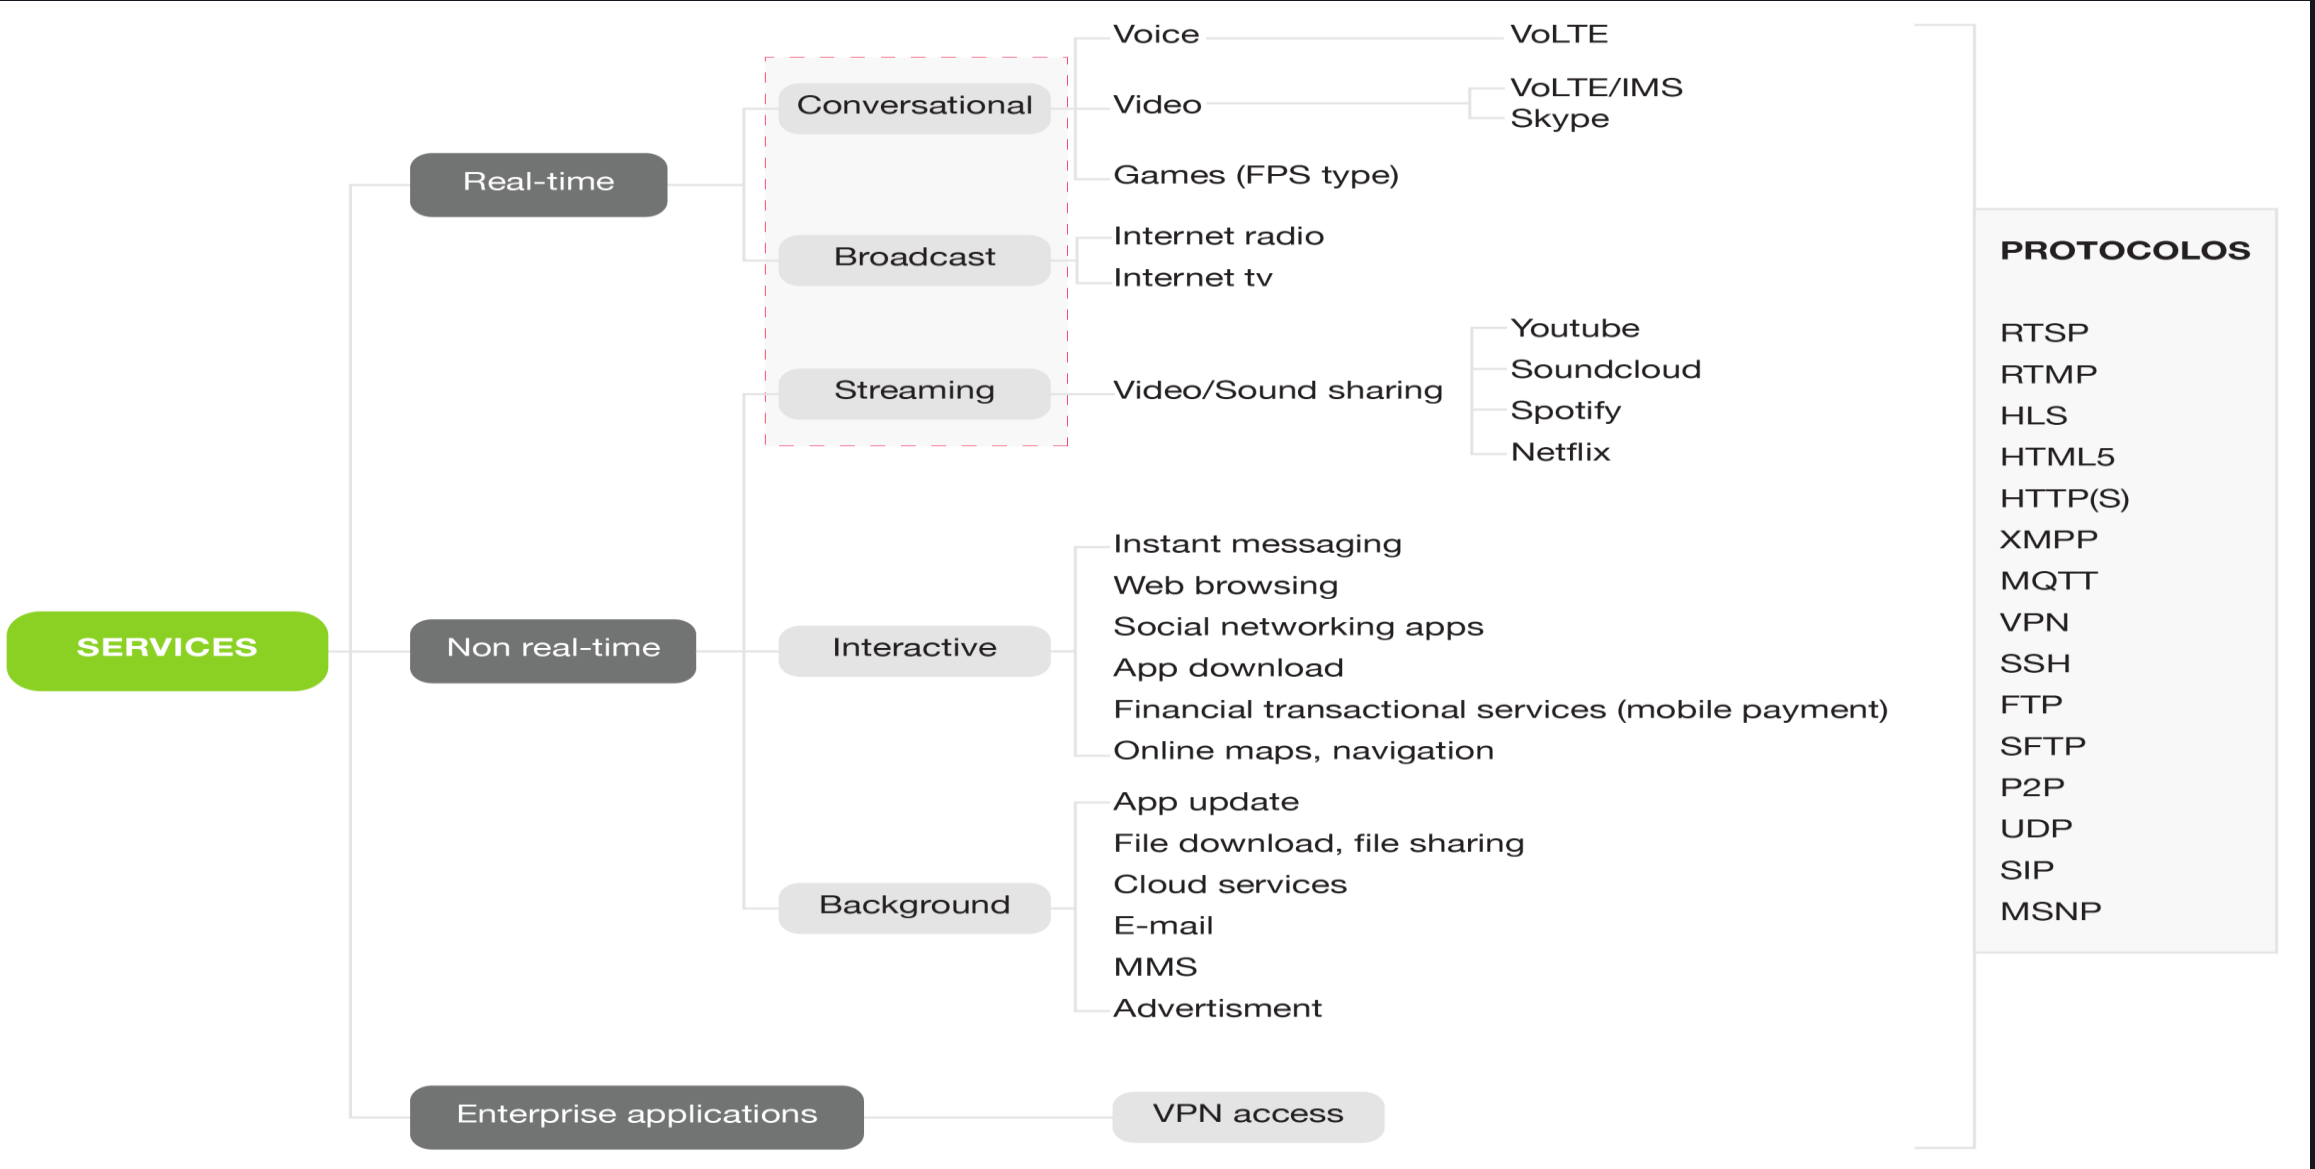 SERVICES
Real-time
Conversational
Voice
VoLTE
Video
VoLTE/IMS
Skype
Games (FPS type)
Broadcast
Internet radio
Internet tv
Non real-time
Streaming
Video/Sound sharing
Youtube
Soundcloud
Spotify
Netflix
Interactive
Instant messaging
Web browsing
Social networking apps
App download
Financial transactional services (mobile payment)
Online maps, navigation
Background
App update
File download, file sharing
Cloud services
E-mail
MMS
Advertisment
Enterprise applications
VPN access
PROTOCOLOS
RTSP
RTMP
HLS
HTML5
HTTP(S)
XMPP
MQTT
VPN
SSH
FTP
SFTP
P2P
UDP
SIP
MSNP